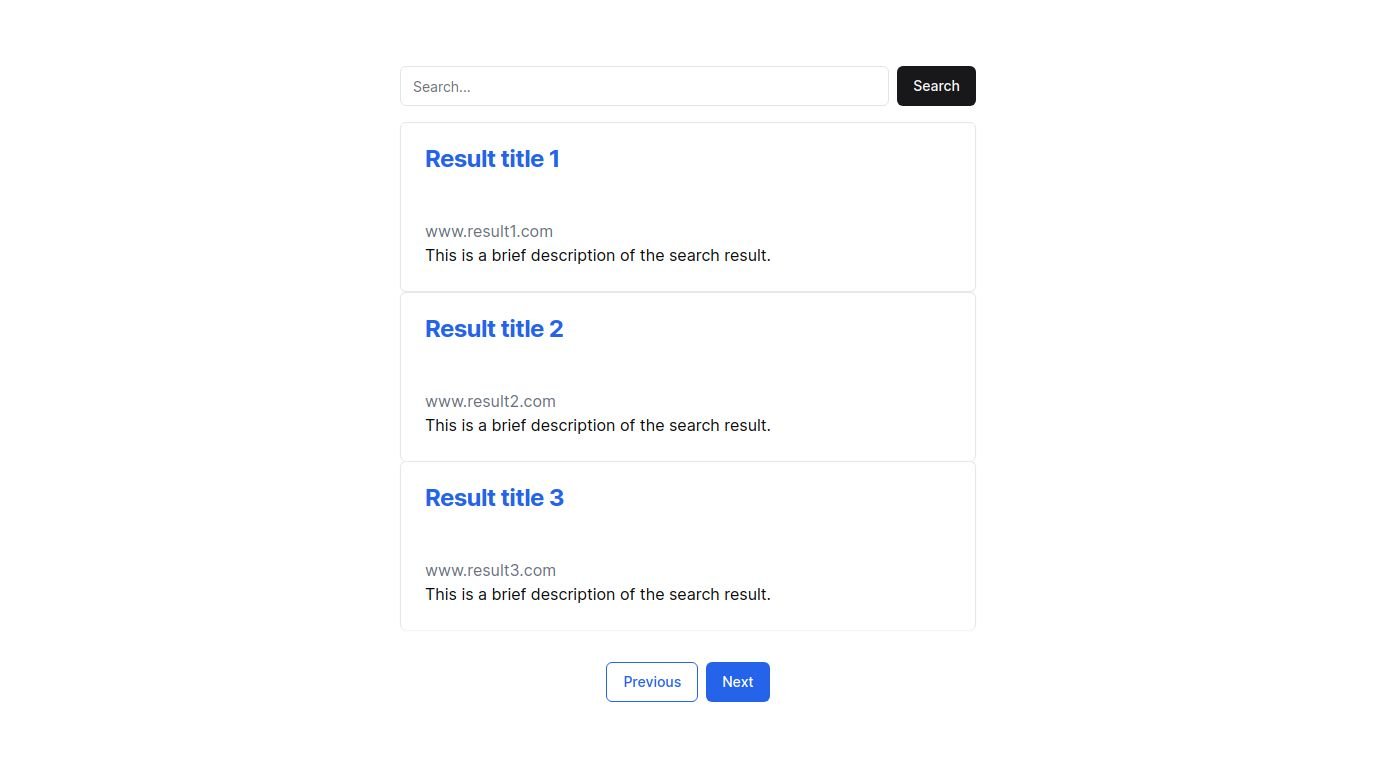 Search...
Search
Result title 1
www.result1.com
This is a brief description of the search result.
Result title 2
www.result2.com
This is a brief description of the search result.
Result title 3
www.result3.com
This is a brief description of the search result.
Previous
Next